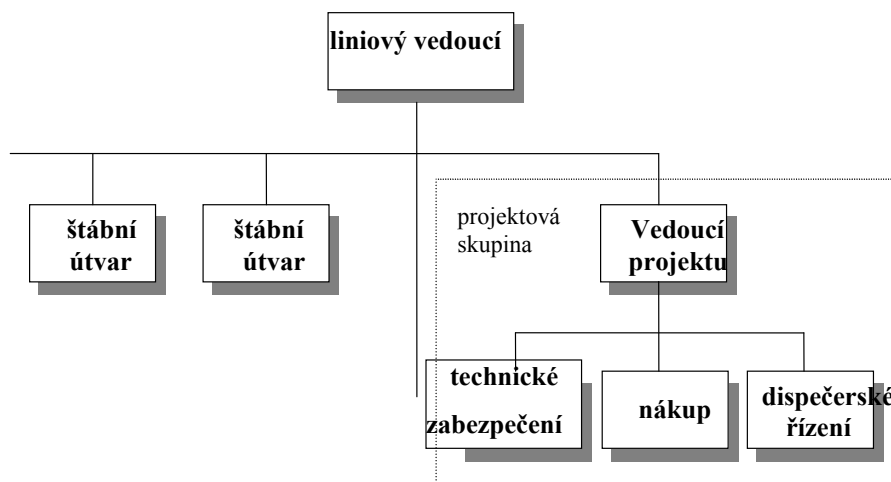 liniový vedoucí
štábní
útvar
štábní
útvar
projektová
skupina
Vedoucí
projektu
technické
zabezpečení
nákup
dispečerské
řízení